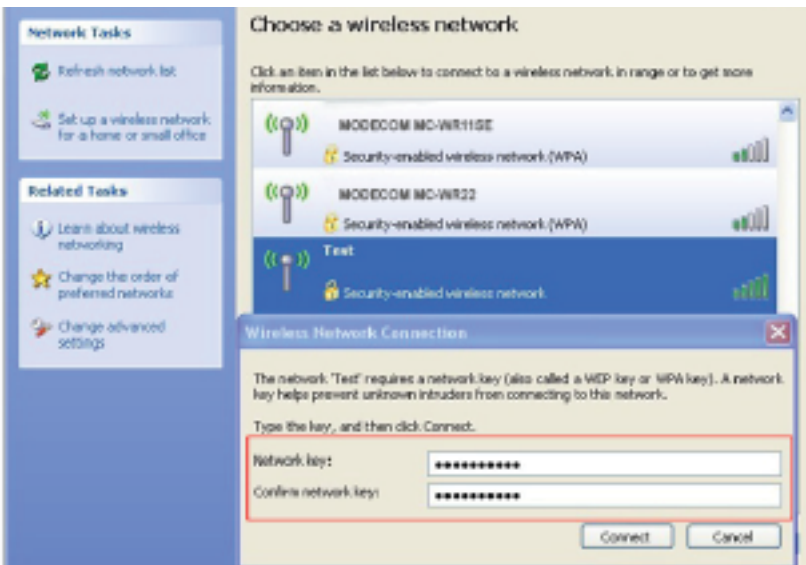 Network Tasks
Refresh network list
Set up a wireless network
for a home or small office
Related Tasks
Learn about wireless
networking
Change the order of
preferred networks
Change advanced
settings
Choose a wireless network
Click an item in the list below to connect to a wireless network in range or to get more
information.
MODECOM MC-WR11SE
Security-enabled wireless network (WPA)
MODECOM MC-WR22
Security-enabled wireless network (WPA)
Test
Security-enabled wireless network
Wireless Network Connection
The network 'Test' requires a network key (also called a WEP key or WPA key). A network
key helps prevent unknown intruders from connecting to this network.
Type the key, and then click Connect.
Network key: ••••••••••
Confirm network key: ••••••••••
Connect Cancel